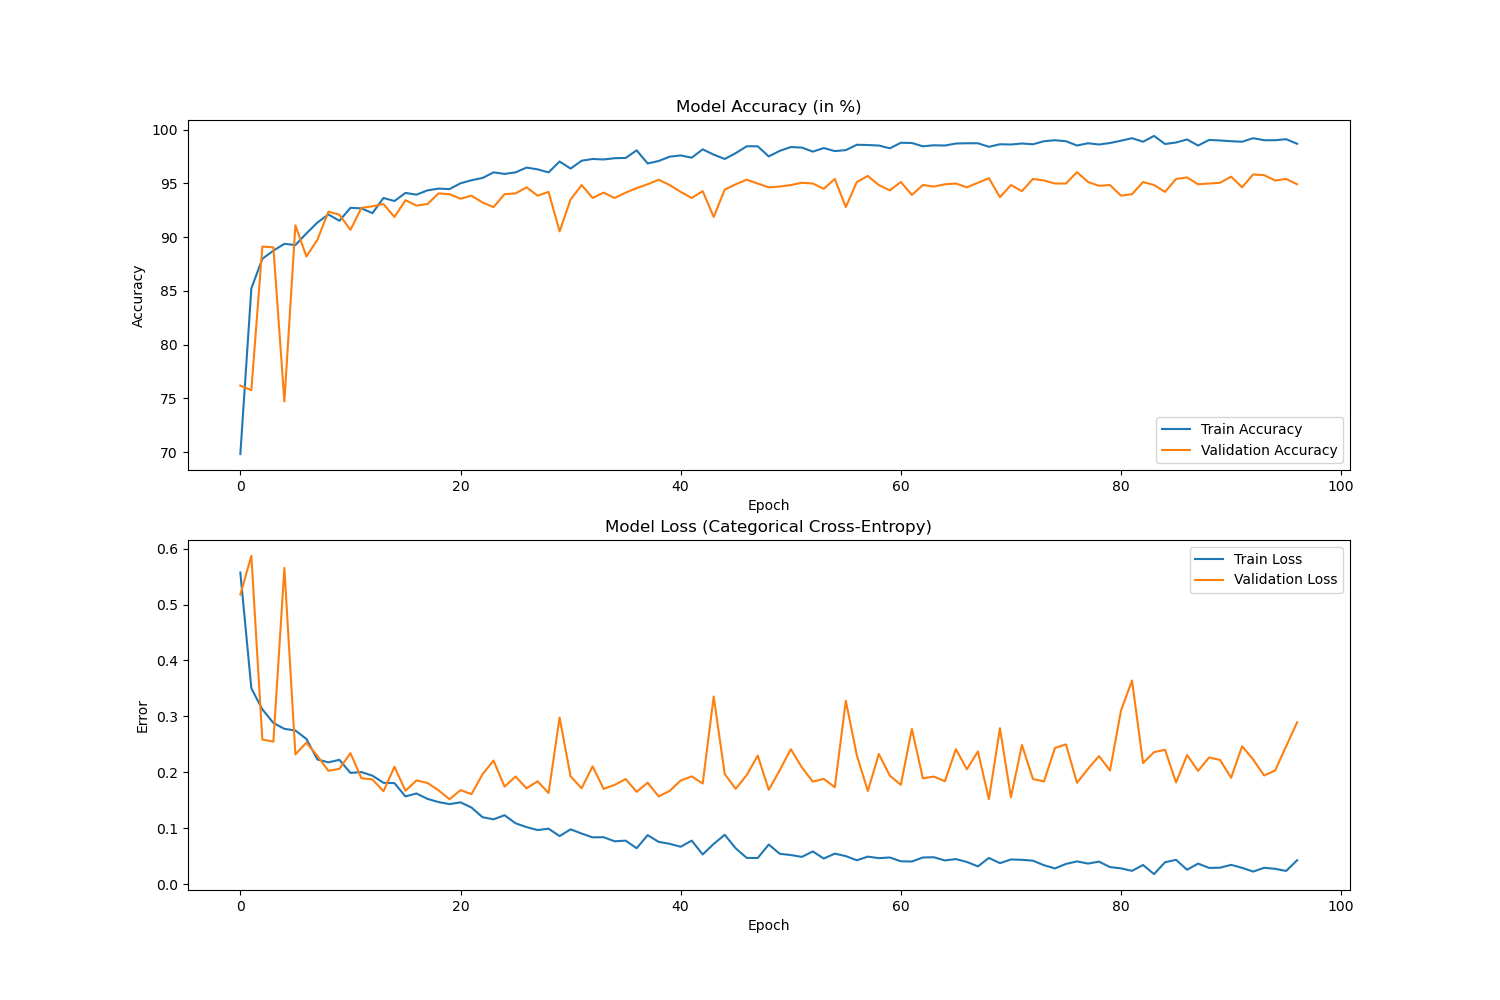 Model Accuracy (in %)
100
95
90
85
80
75
70
Accuracy
Train Accuracy
Validation Accuracy
0 20 40 60 80 100
Epoch
Model Loss (Categorical Cross-Entropy)
0.6
0.5
0.4
0.3
0.2
0.1
0.0
Error
Train Loss
Validation Loss
0 20 40 60 80 100
Epoch